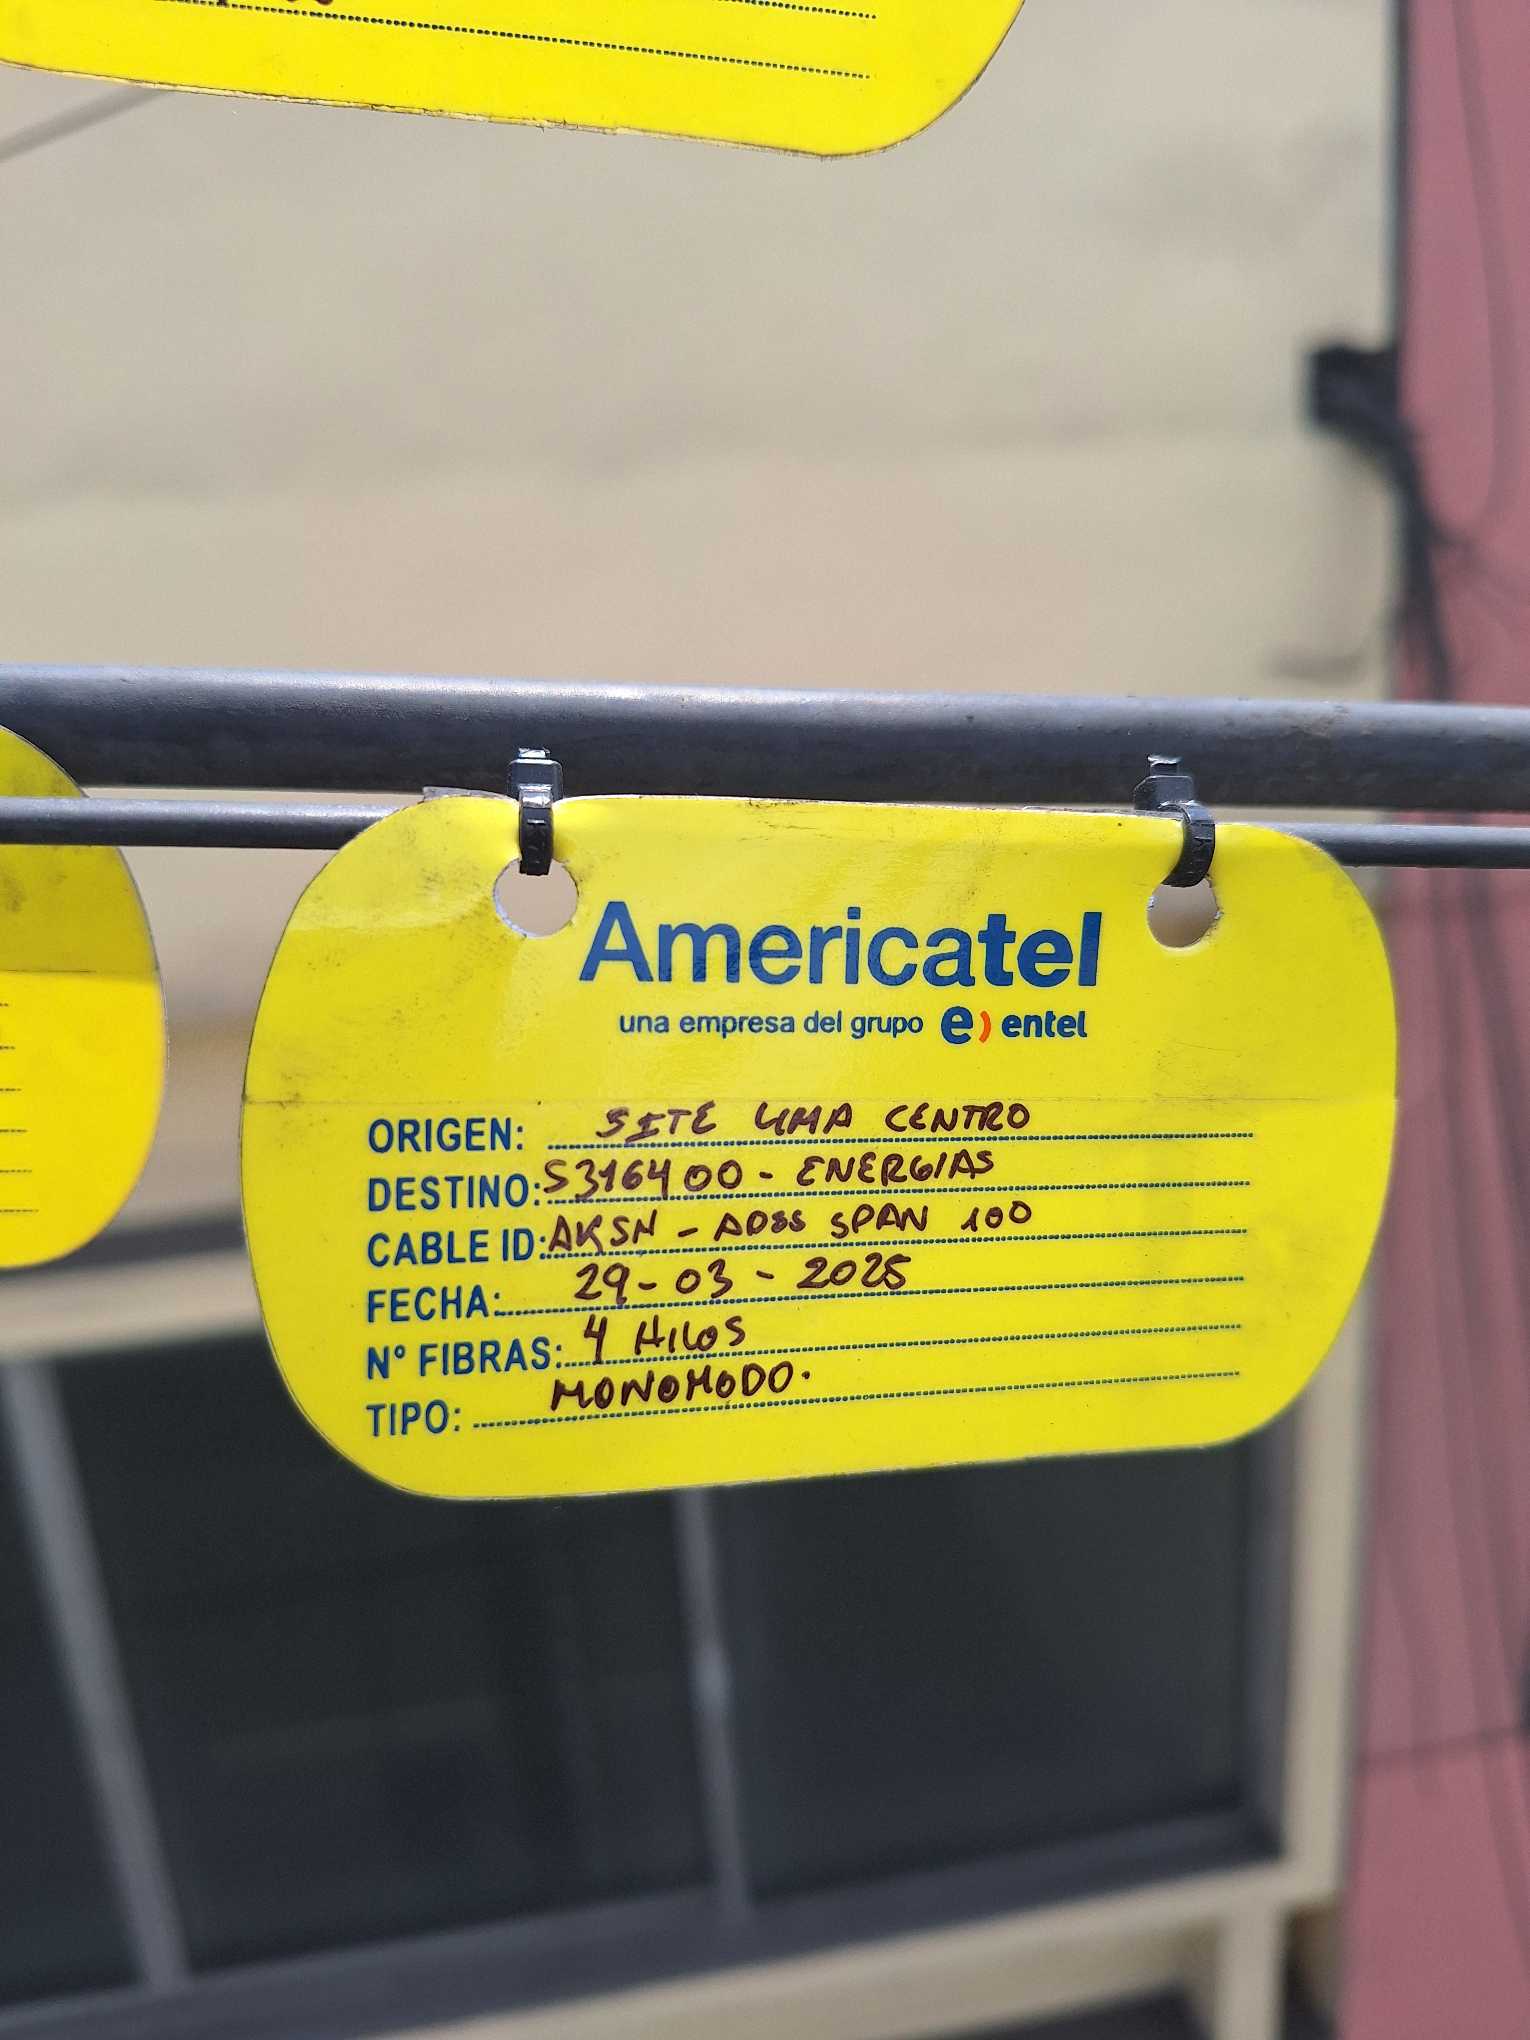 Americatel
una empresa del grupo e) entel
ORIGEN: SITE LIMA CENTRO
DESTINO: S316400 - ENERGIAS
CABLE ID: AKSN - ADSS SPAN 100
FECHA: 29-03-2025
N° FIBRAS: 4 HILOS
TIPO: MONOMODO.